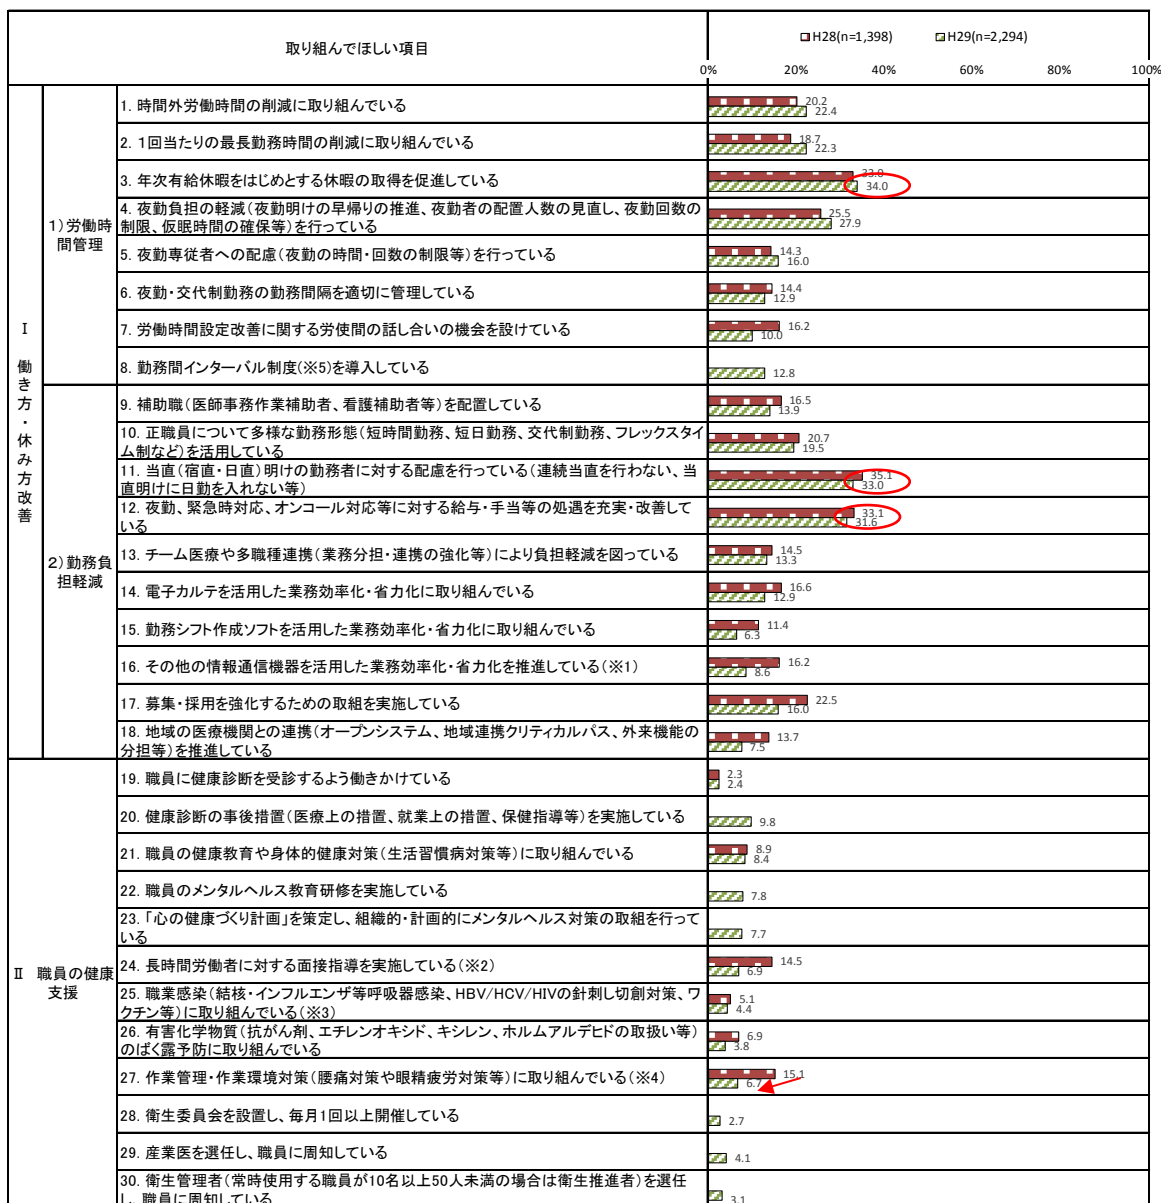 取り組んでほしい項目
H28(n=1,398)
H29(n=2,294)
0%
20%
40%
60%
80%
100%
Ⅰ 働き方・休み方改善
1)労働時
間管理
1. 時間外労働時間の削減に取り組んでいる
20.2
22.4
2. 1回当たりの最長勤務時間の削減に取り組んでいる
18.7
22.3
3. 年次有給休暇をはじめとする休暇の取得を促進している
33.0
34.0
4. 夜勤負担の軽減(夜勤明けの早帰りの推進、夜勤者の配置人数の見直し、夜勤回数の
制限、仮眠時間の確保等)を行っている
25.5
27.9
5. 夜勤専従者への配慮(夜勤の時間・回数の制限等)を行っている
14.3
16.0
6. 夜勤・交代制勤務の勤務間隔を適切に管理している
14.4
12.9
7. 労働時間設定改善に関する労使間の話し合いの機会を設けている
16.2
10.0
8. 勤務間インターバル制度(※5)を導入している
12.8
2)勤務負
担軽減
9. 補助職(医師事務作業補助者、看護補助者等)を配置している
16.5
13.9
10. 正職員について多様な勤務形態(短時間勤務、短日勤務、交代制勤務、フレックスタイ
ム制など)を活用している
20.7
19.5
11. 当直(宿直・日直)明けの勤務者に対する配慮を行っている(連続当直を行わない、当
直明けに日勤を入れない等)
35.1
33.0
12. 夜勤、緊急時対応、オンコール対応等に対する給与・手当等の処遇を充実・改善して
いる
33.1
31.6
13. チーム医療や多職種連携(業務分担・連携の強化等)により負担軽減を図っている
14.5
13.3
14. 電子カルテを活用した業務効率化・省力化に取り組んでいる
16.6
12.9
15. 勤務シフト作成ソフトを活用した業務効率化・省力化に取り組んでいる
11.4
6.3
16. その他の情報通信機器を活用した業務効率化・省力化を推進している(※1)
16.2
8.6
17. 募集・採用を強化するための取組を実施している
22.5
16.0
18. 地域の医療機関との連携(オープンシステム、地域連携クリティカルパス、外来機能の
分担等)を推進している
13.7
7.5
Ⅱ 職員の健康
支援
19. 職員に健康診断を受診するよう働きかけている
2.3
2.4
20. 健康診断の事後措置(医療上の措置、就業上の措置、保健指導等)を実施している
9.8
21. 職員の健康教育や身体的健康対策(生活習慣病対策等)に取り組んでいる
8.9
8.4
22. 職員のメンタルヘルス教育研修を実施している
7.8
23.「心の健康づくり計画」を策定し、組織的・計画的にメンタルヘルス対策の取組を行って
いる
7.7
24. 長時間労働者に対する面接指導を実施している(※2)
14.5
6.9
25. 職業感染(結核・インフルエンザ等呼吸器感染、HBV/HCV/HIVの針刺し切創対策、ワ
クチン等)に取り組んでいる(※3)
5.1
4.4
26. 有害化学物質(抗がん剤、エチレンオキシド、キシレン、ホルムアルデヒドの取扱い等)
のばく露予防に取り組んでいる
6.9
3.8
27. 作業管理・作業環境対策(腰痛対策や眼精疲労対策等)に取り組んでいる(※4)
15.1
6.7
28. 衛生委員会を設置し、毎月1回以上開催している
2.7
29. 産業医を選任し、職員に周知している
4.1
30. 衛生管理者(常時使用する職員が10名以上50人未満の場合は衛生推進者)を選任
し、職員に周知している
3.1